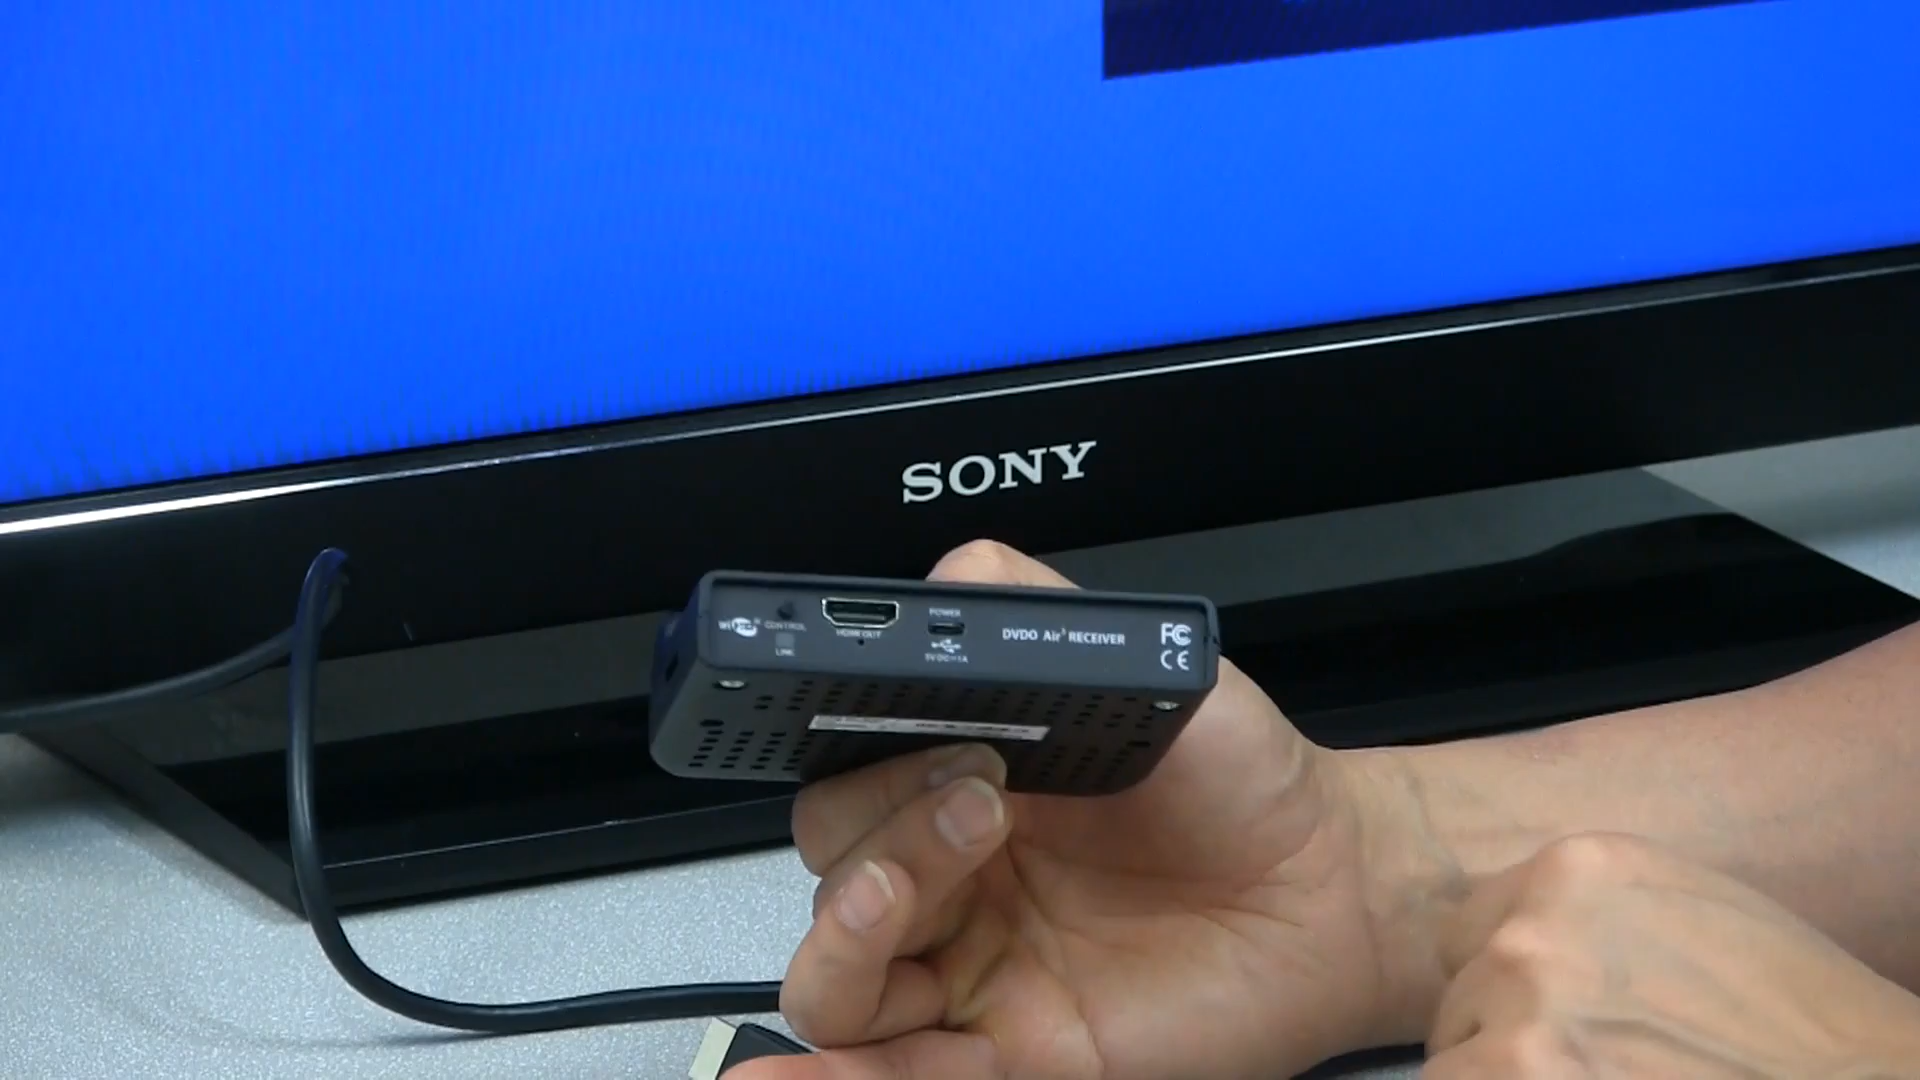 SONY
CONTROL
LINK
HDMI OUT
POWER
5V DC 1A
DVDO Air³ RECEIVER
FC
CE